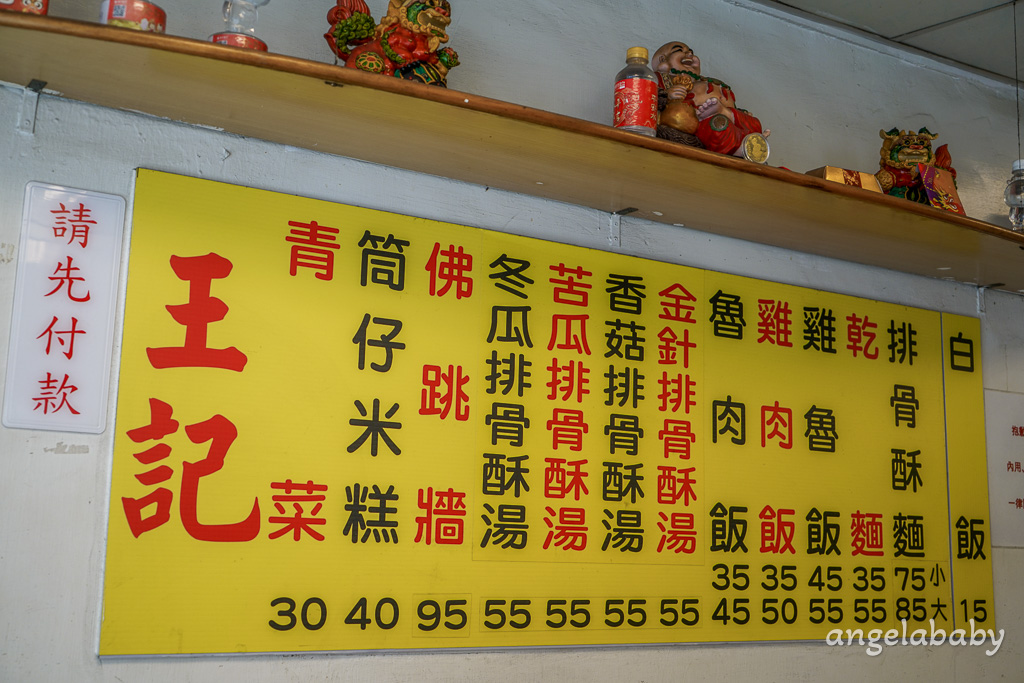 白飯 15
小 大
排骨酥麵 75 85
乾麵 35 55
雞魯飯 45 55
雞肉飯 35 50
魯肉飯 35 45
金針排骨酥湯 55
香菇排骨酥湯 55
苦瓜排骨酥湯 55
冬瓜排骨酥湯 55
佛跳牆 95
筒仔米糕 40
青菜 30
王記
請先付款
angelababy